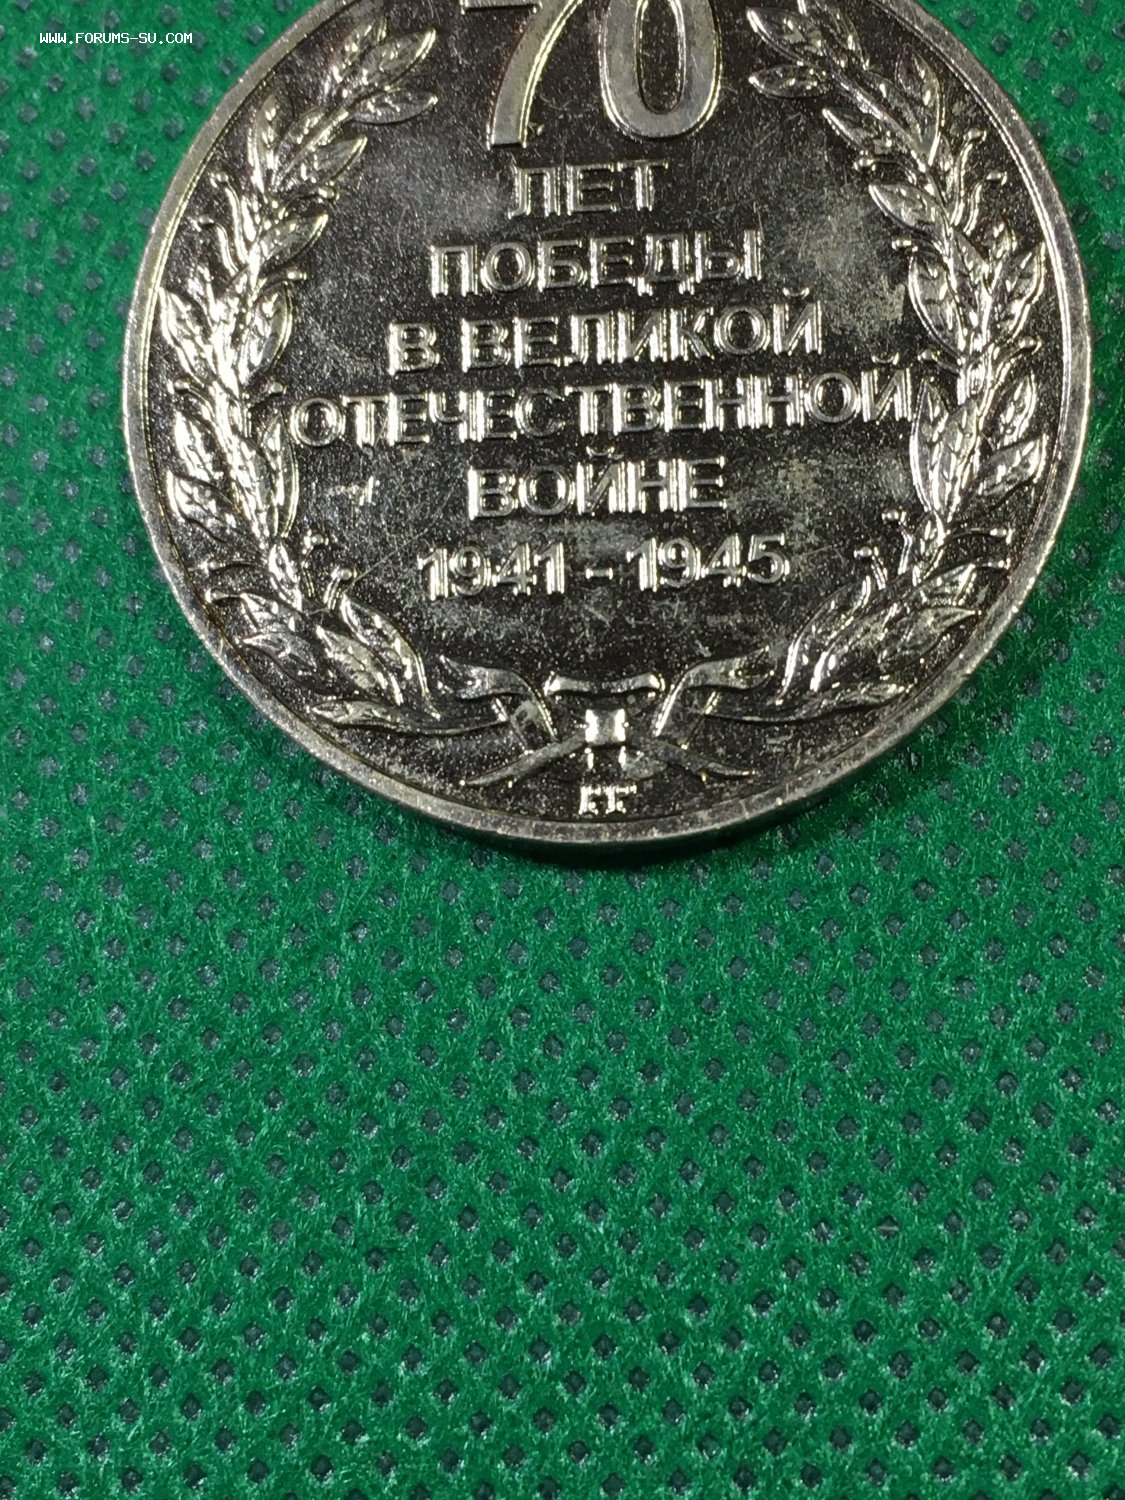 WWW.FORUMS-SU.COM
70
ЛЕТ
ПОБЕДЫ
В ВЕЛИКОЙ
ОТЕЧЕСТВЕННОЙ
ВОЙНЕ
1941-1945